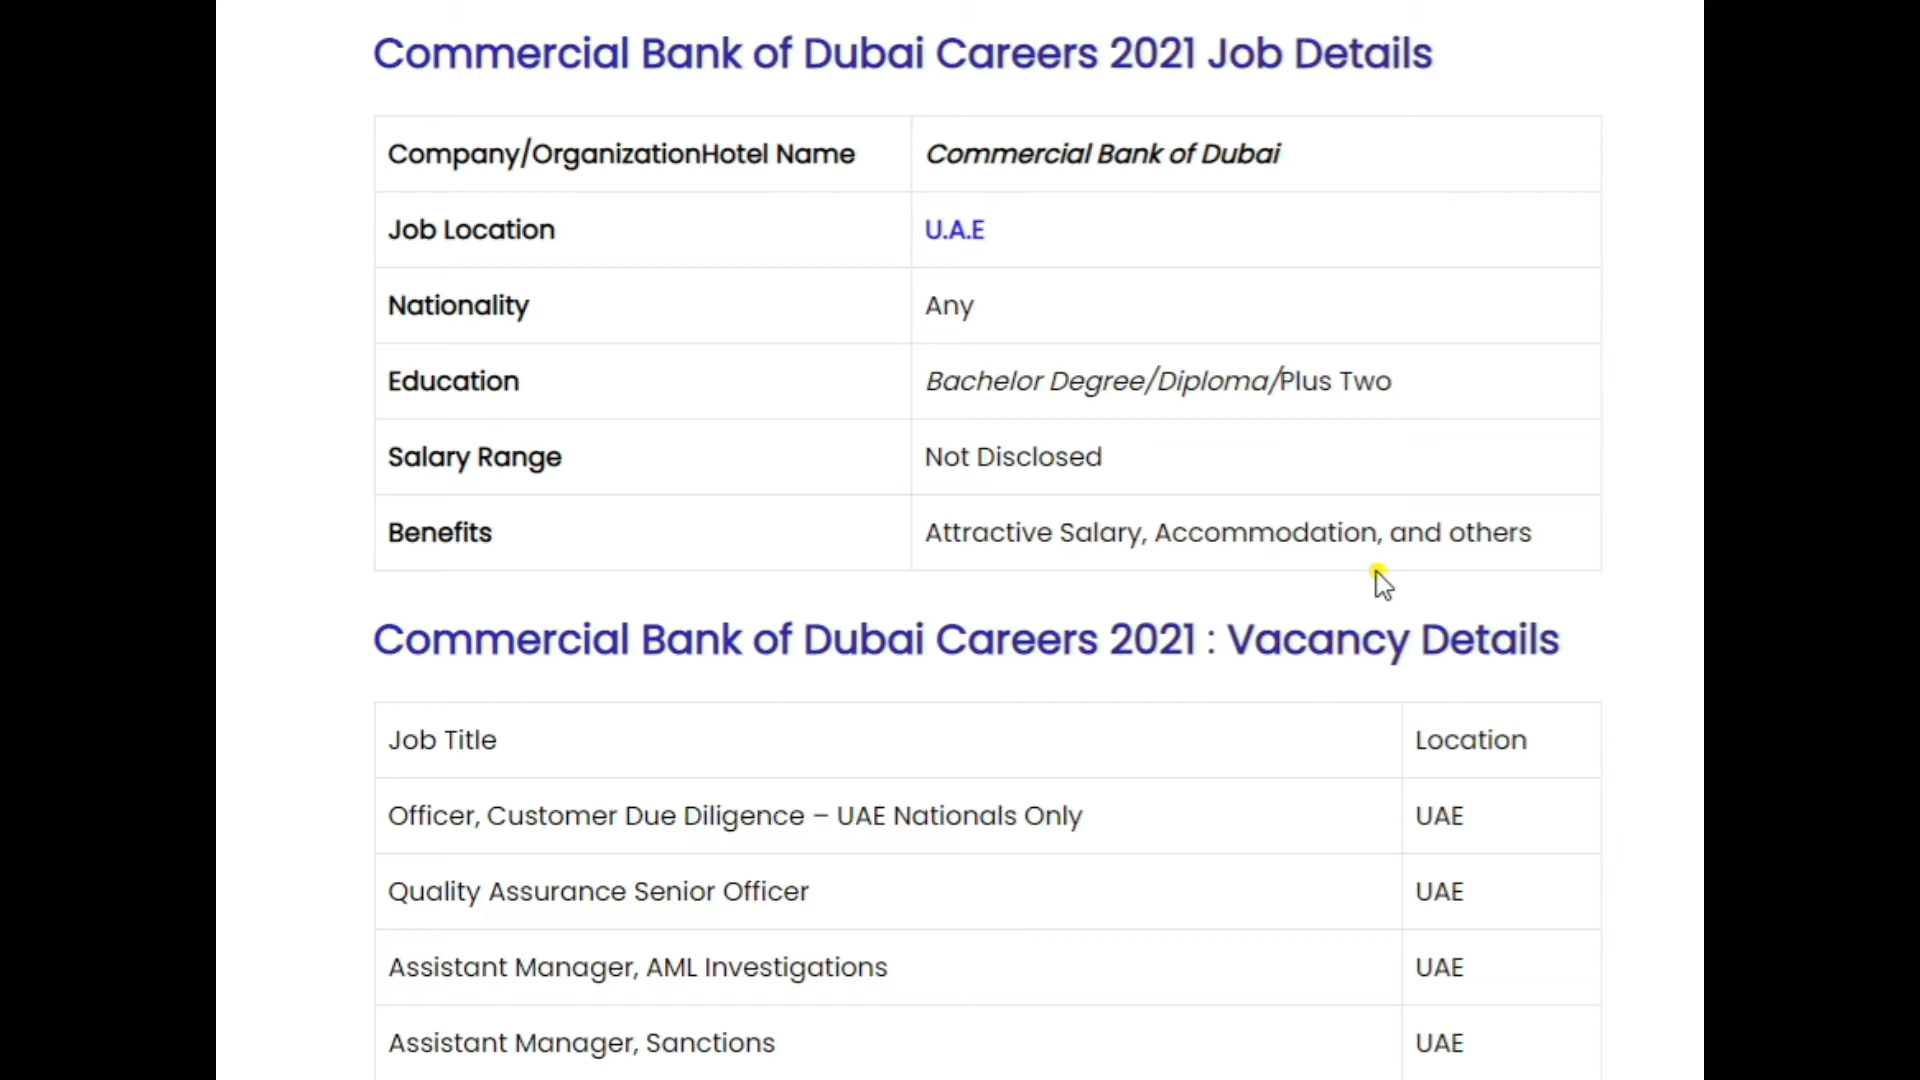 Commercial Bank of Dubai Careers 2021 Job Details
Company/OrganizationHotel Name Commercial Bank of Dubai
Job Location U.A.E
Nationality Any
Education Bachelor Degree/Diploma/Plus Two
Salary Range Not Disclosed
Benefits Attractive Salary, Accommodation, and others
Commercial Bank of Dubai Careers 2021 : Vacancy Details
Job Title Location
Officer, Customer Due Diligence – UAE Nationals Only UAE
Quality Assurance Senior Officer UAE
Assistant Manager, AML Investigations UAE
Assistant Manager, Sanctions UAE